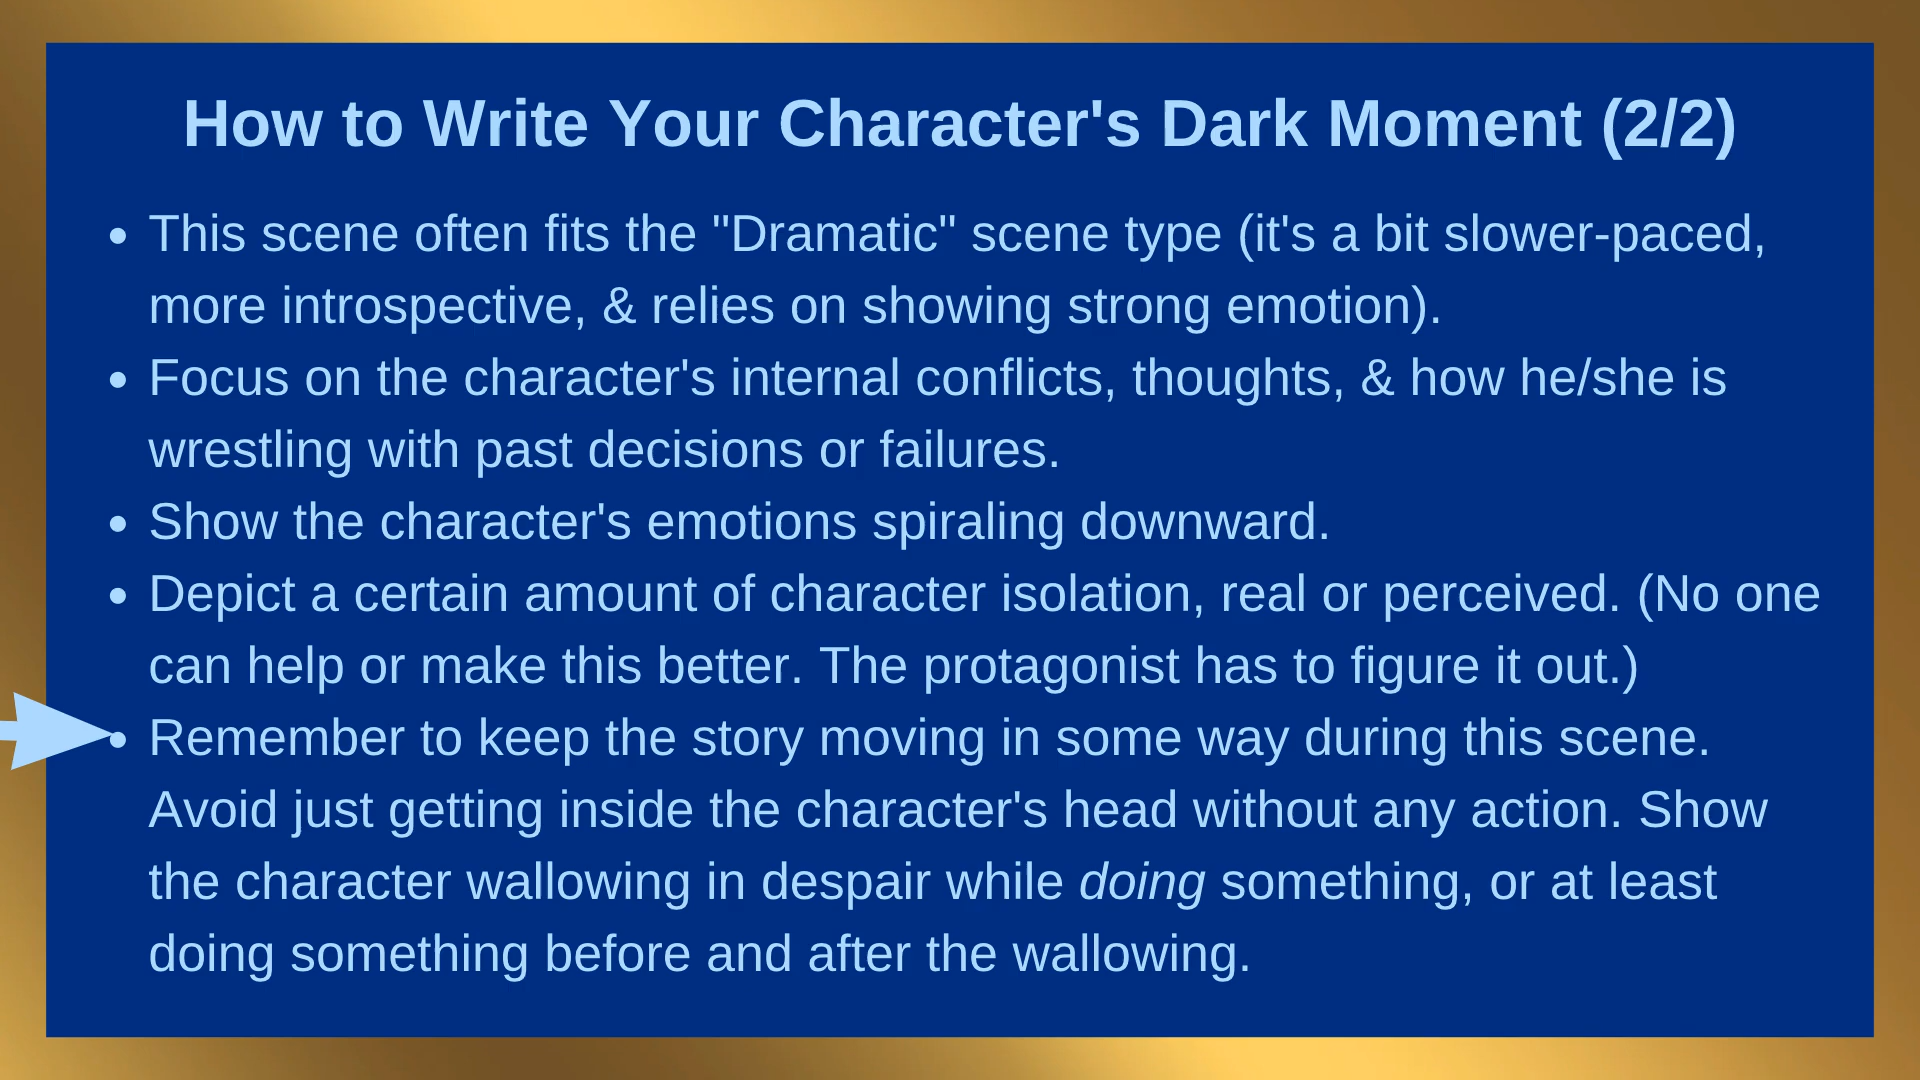 How to Write Your Character's Dark Moment (2/2)
• This scene often fits the "Dramatic" scene type (it's a bit slower-paced,
more introspective, & relies on showing strong emotion).
• Focus on the character's internal conflicts, thoughts, & how he/she is
wrestling with past decisions or failures.
• Show the character's emotions spiraling downward.
• Depict a certain amount of character isolation, real or perceived. (No one
can help or make this better. The protagonist has to figure it out.)
• Remember to keep the story moving in some way during this scene.
Avoid just getting inside the character's head without any action. Show
the character wallowing in despair while doing something, or at least
doing something before and after the wallowing.